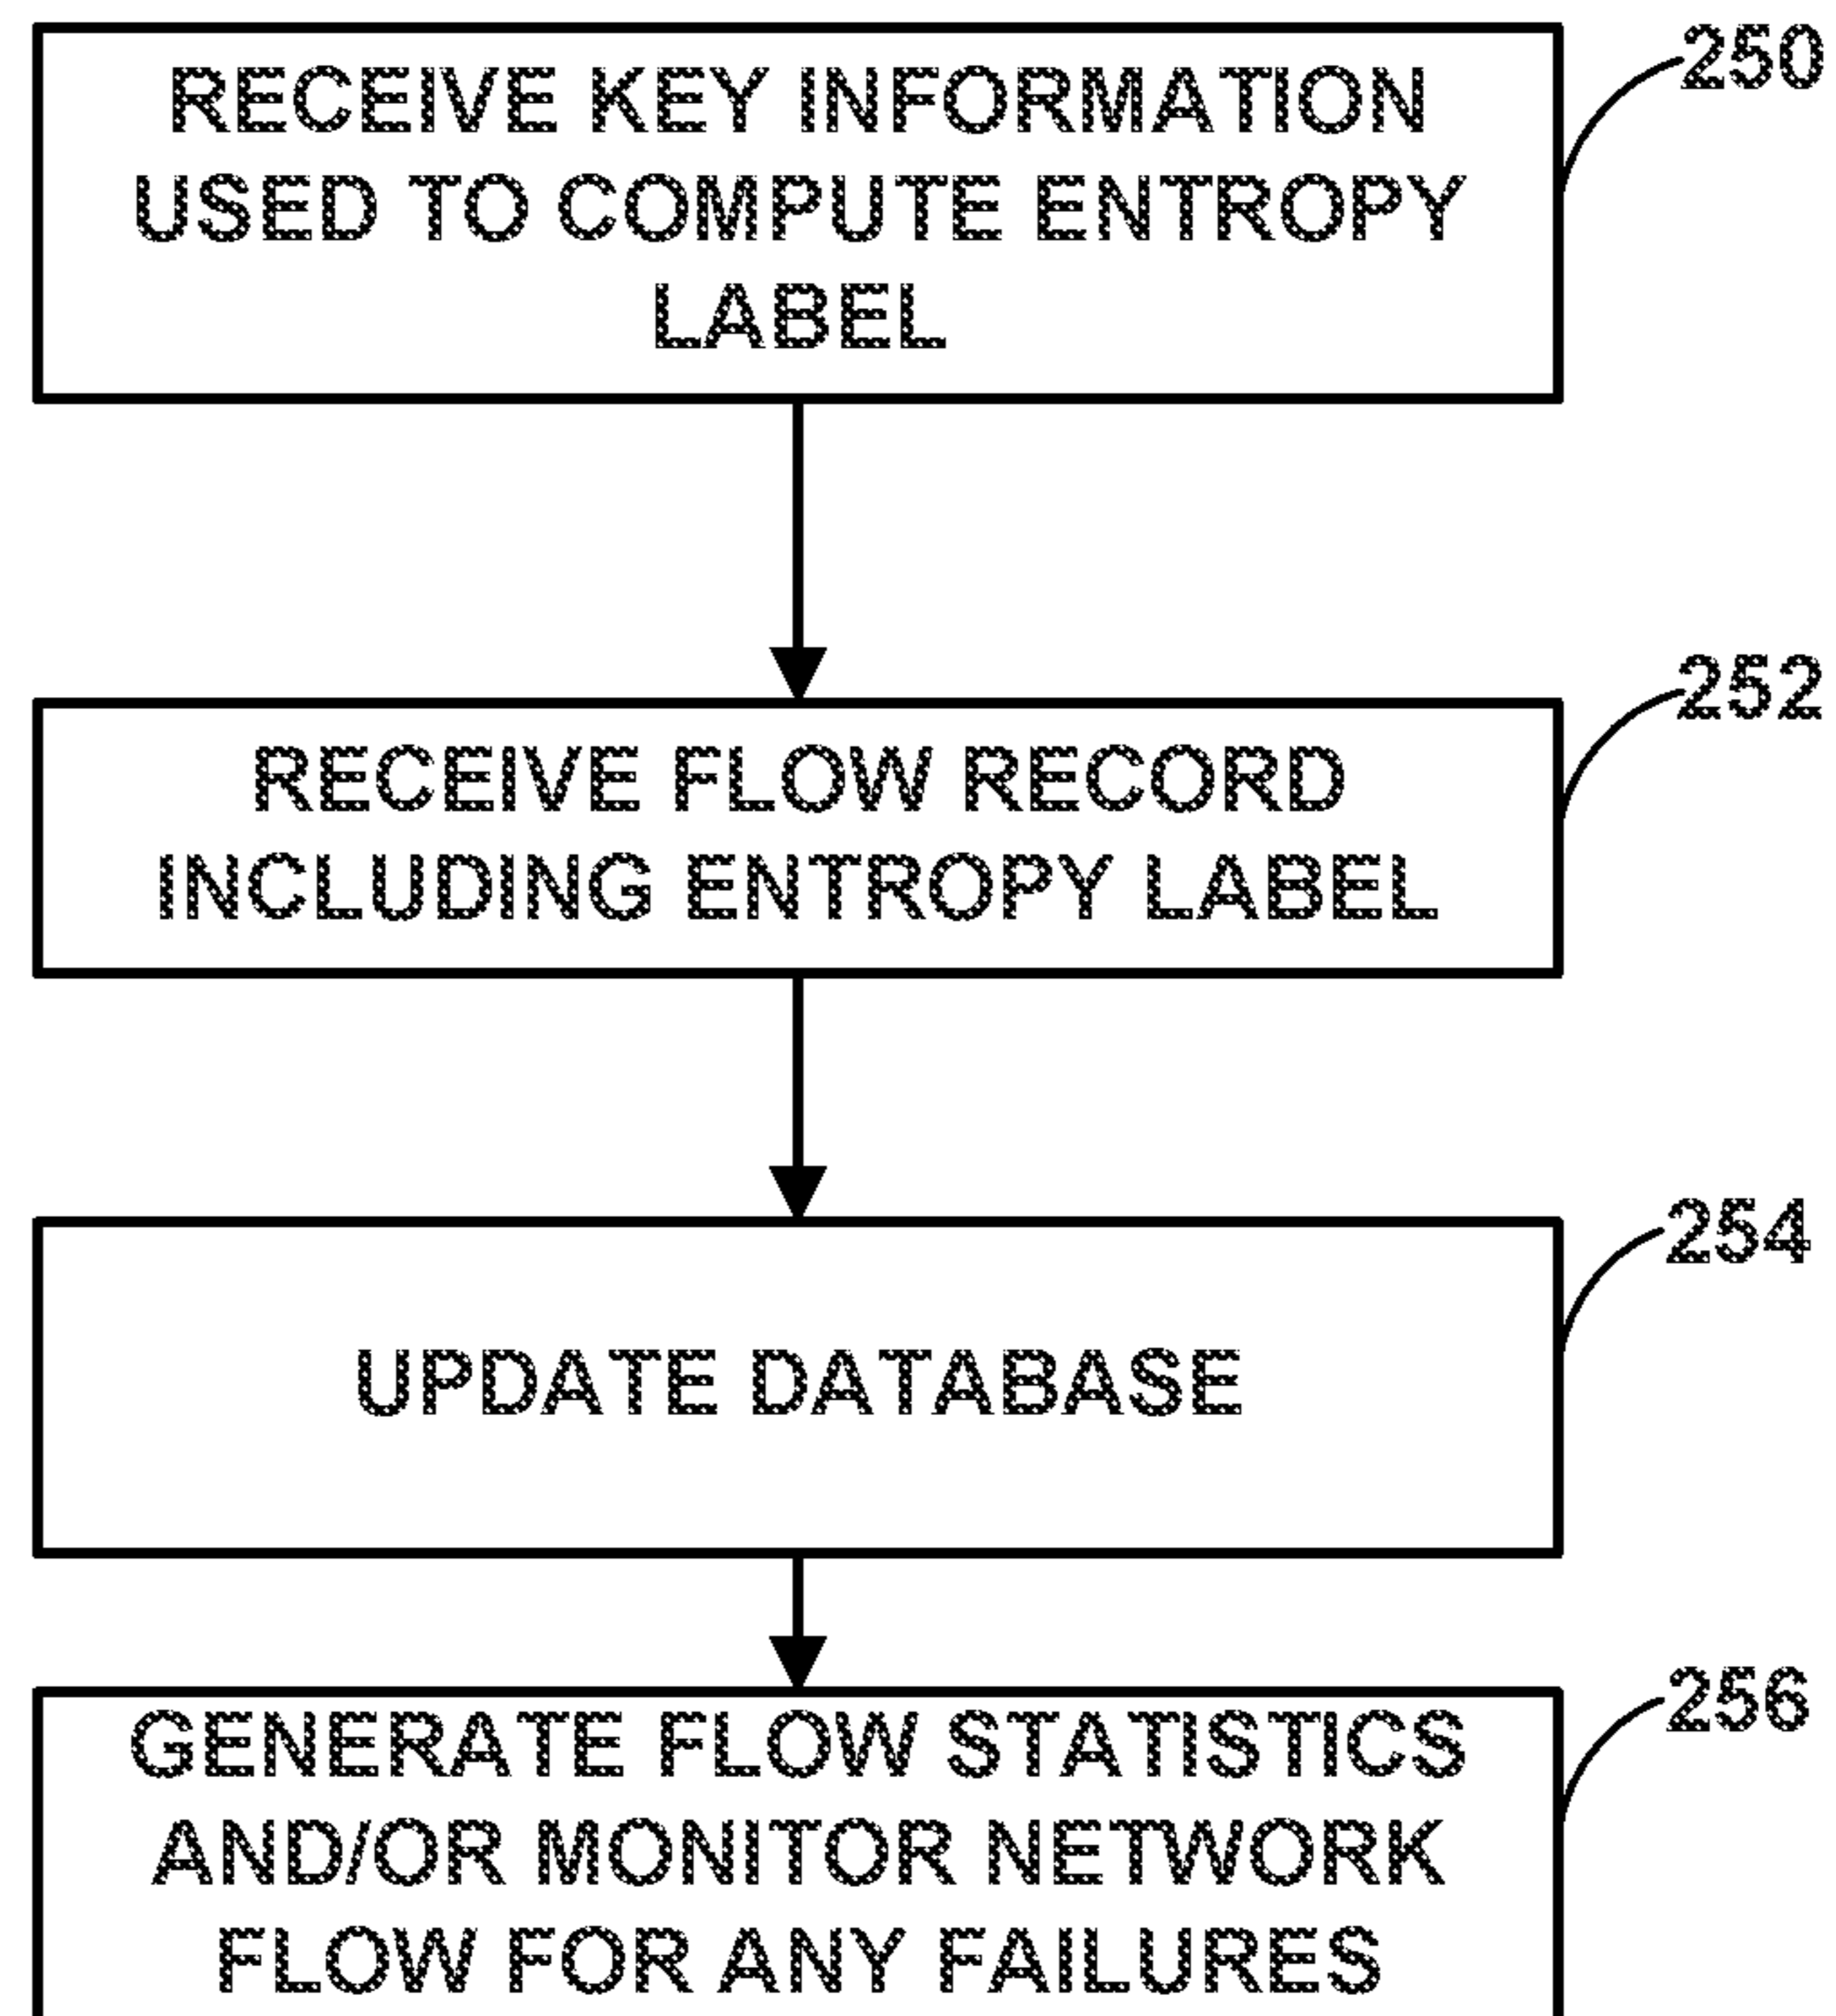 RECEIVE KEY INFORMATION
USED TO COMPUTE ENTROPY
LABEL
250
RECEIVE FLOW RECORD
INCLUDING ENTROPY LABEL
252
UPDATE DATABASE
254
GENERATE FLOW STATISTICS
AND/OR MONITOR NETWORK
FLOW FOR ANY FAILURES
256